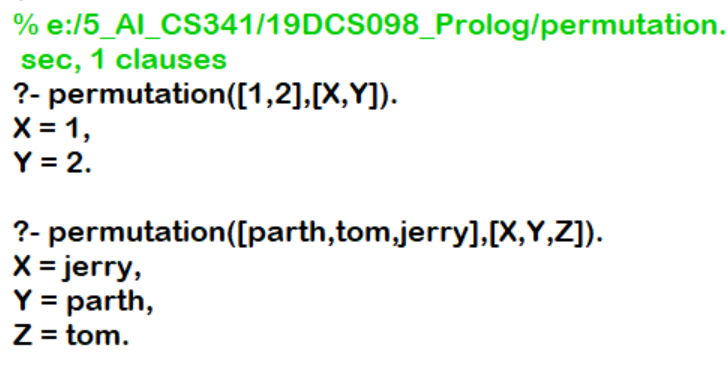 % e:/5_AI_CS341/19DCS098_Prolog/permutation.
sec, 1 clauses
?- permutation([1,2],[X,Y]).
X = 1,
Y = 2.
?- permutation([parth,tom,jerry],[X,Y,Z]).
X = jerry,
Y = parth,
Z = tom.